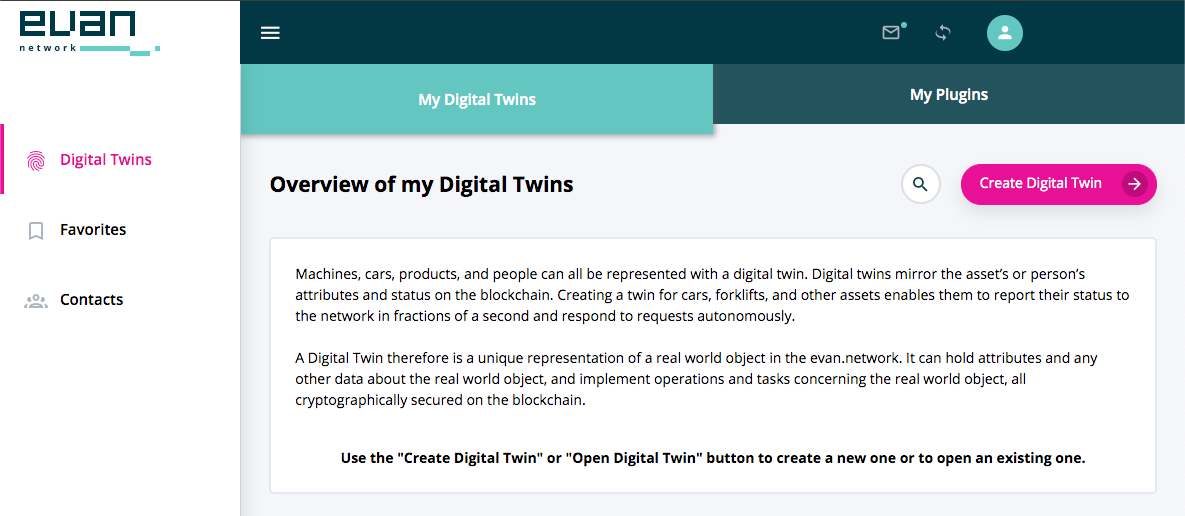 evan
network
My Digital Twins
My Plugins
Digital Twins
Favorites
Contacts
Overview of my Digital Twins
Create Digital Twin
Machines, cars, products, and people can all be represented with a digital twin. Digital twins mirror the asset’s or person’s
attributes and status on the blockchain. Creating a twin for cars, forklifts, and other assets enables them to report their status to
the network in fractions of a second and respond to requests autonomously.
A Digital Twin therefore is a unique representation of a real world object in the evan.network. It can hold attributes and any
other data about the real world object, and implement operations and tasks concerning the real world object, all
cryptographically secured on the blockchain.
Use the "Create Digital Twin" or "Open Digital Twin" button to create a new one or to open an existing one.